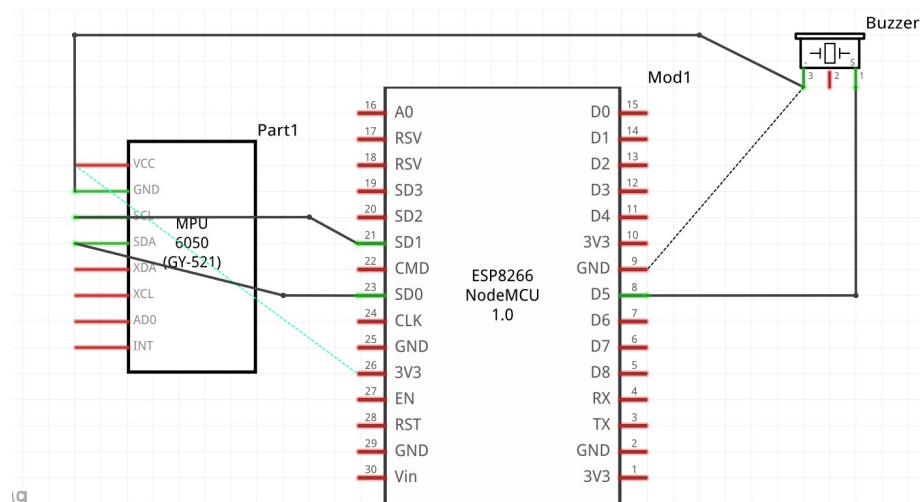 Buzzer
- S
3 2 1
Mod1
Part1
VCC
GND
SCL
SDA
XDA
XCL
AD0
INT
MPU
6050
(GY-521)
16 A0
17 RSV
18 RSV
19 SD3
20 SD2
21 SD1
22 CMD
23 SD0
24 CLK
25 GND
26 3V3
27 EN
28 RST
29 GND
30 Vin
ESP8266
NodeMCU
1.0
D0 15
D1 14
D2 13
D3 12
D4 11
3V3 10
GND 9
D5 8
D6 7
D7 6
D8 5
RX 4
TX 3
GND 2
3V3 1